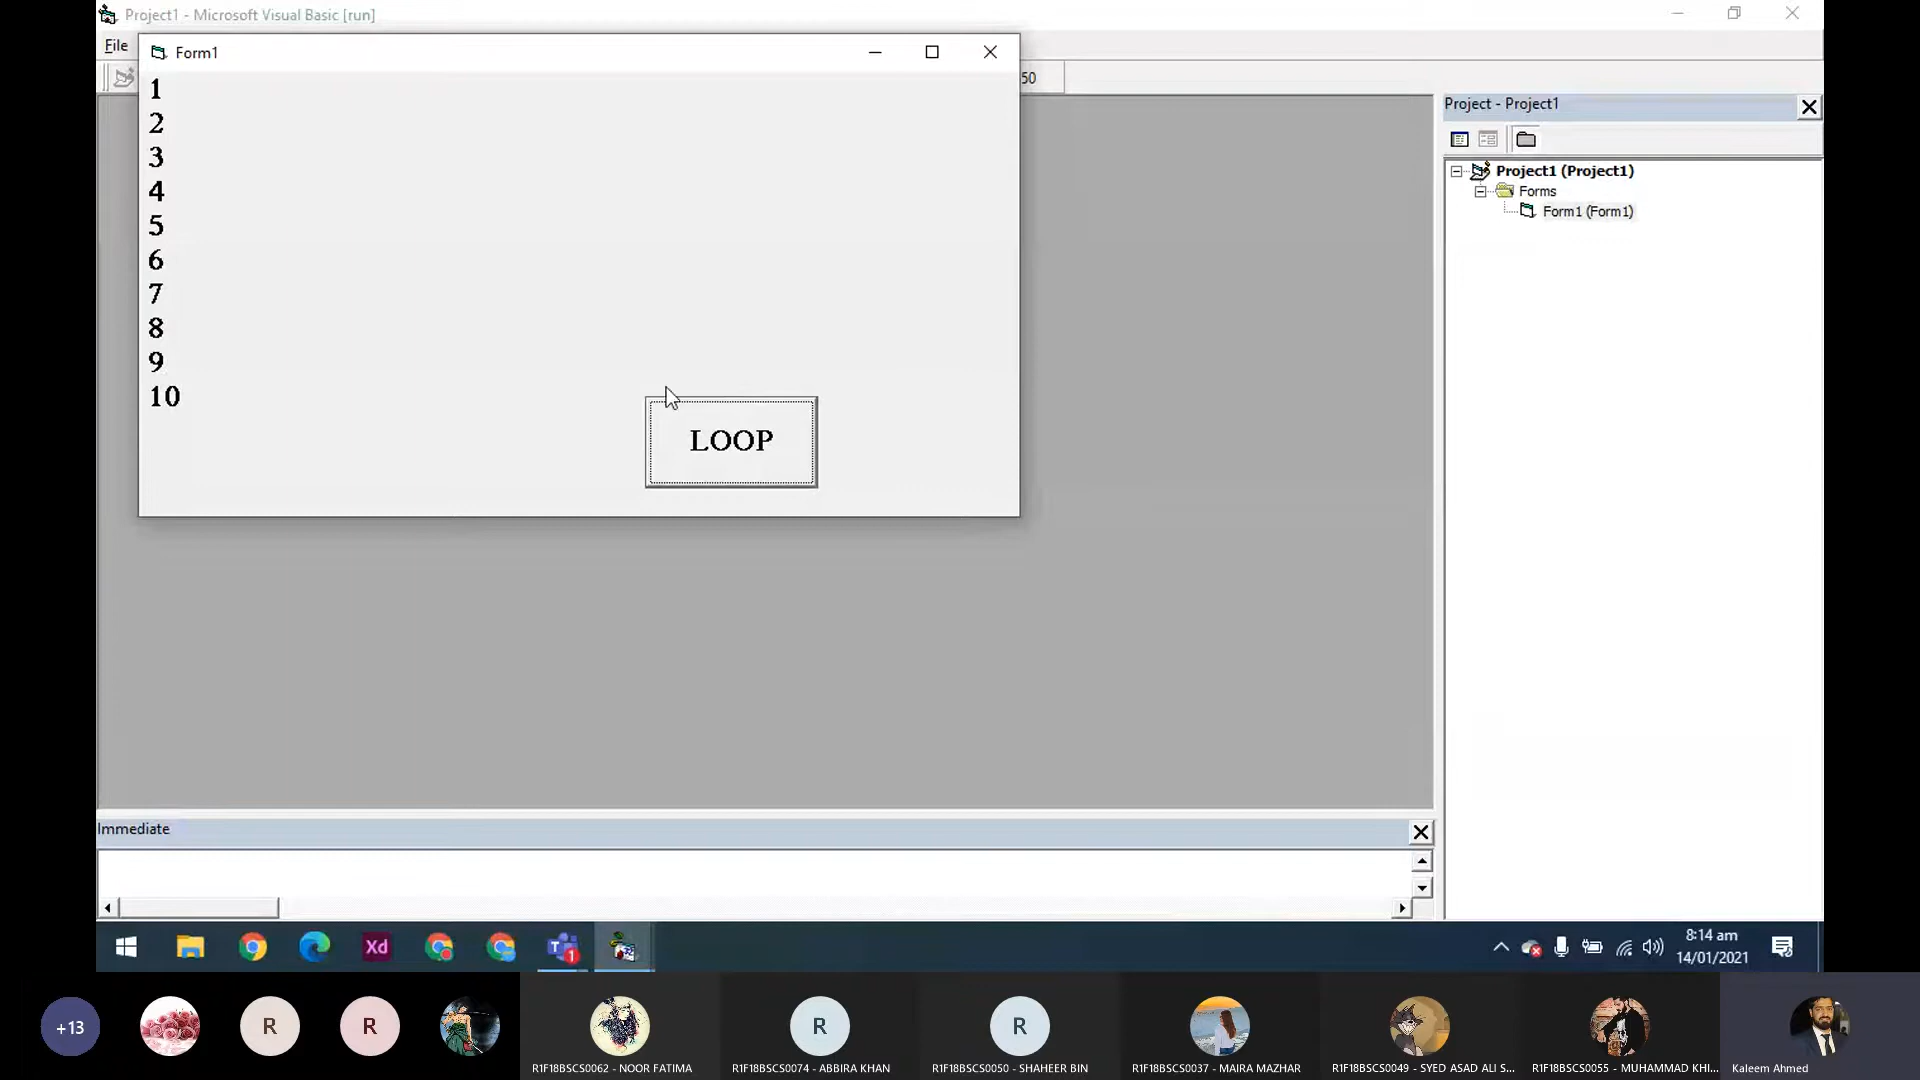 Project1 - Microsoft Visual Basic [run]
File
Form1
50
1
2
3
4
5
6
7
8
9
10
LOOP
Project - Project1
Project1 (Project1)
Forms
Form1 (Form1)
Immediate
Xd
T
1
8:14 am
14/01/2021
+13
R
R
R
R
R1F18BSCS0062 - NOOR FATIMA
R1F18BSCS0074 - ABBIRA KHAN
R1F18BSCS0050 - SHAHEER BIN
R1F18BSCS0037 - MAIRA MAZHAR
R1F18BSCS0049 - SYED ASAD ALI S...
R1F18BSCS0055 - MUHAMMAD KHI...
Kaleem Ahmed